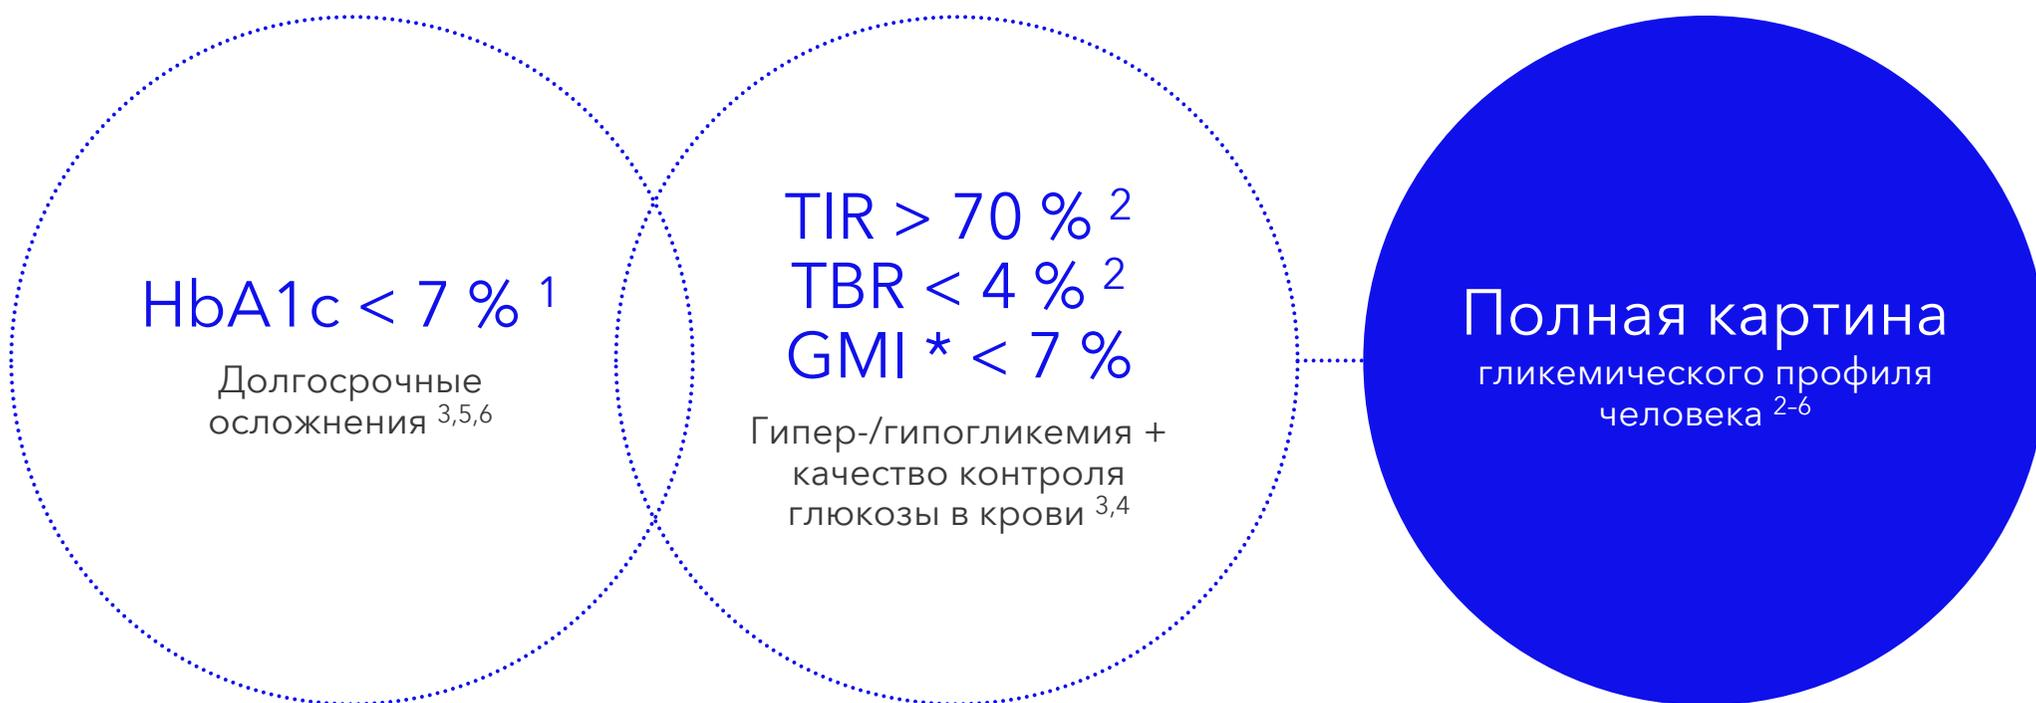 HbA1c < 7 % 1
Долгосрочные
осложнения 3,5,6
TIR > 70 % 2
TBR < 4 % 2
GMI * < 7 %
Гипер-/гипогликемия +
качество контроля
глюкозы в крови 3,4
Полная картина
гликемического профиля
человека 2–6